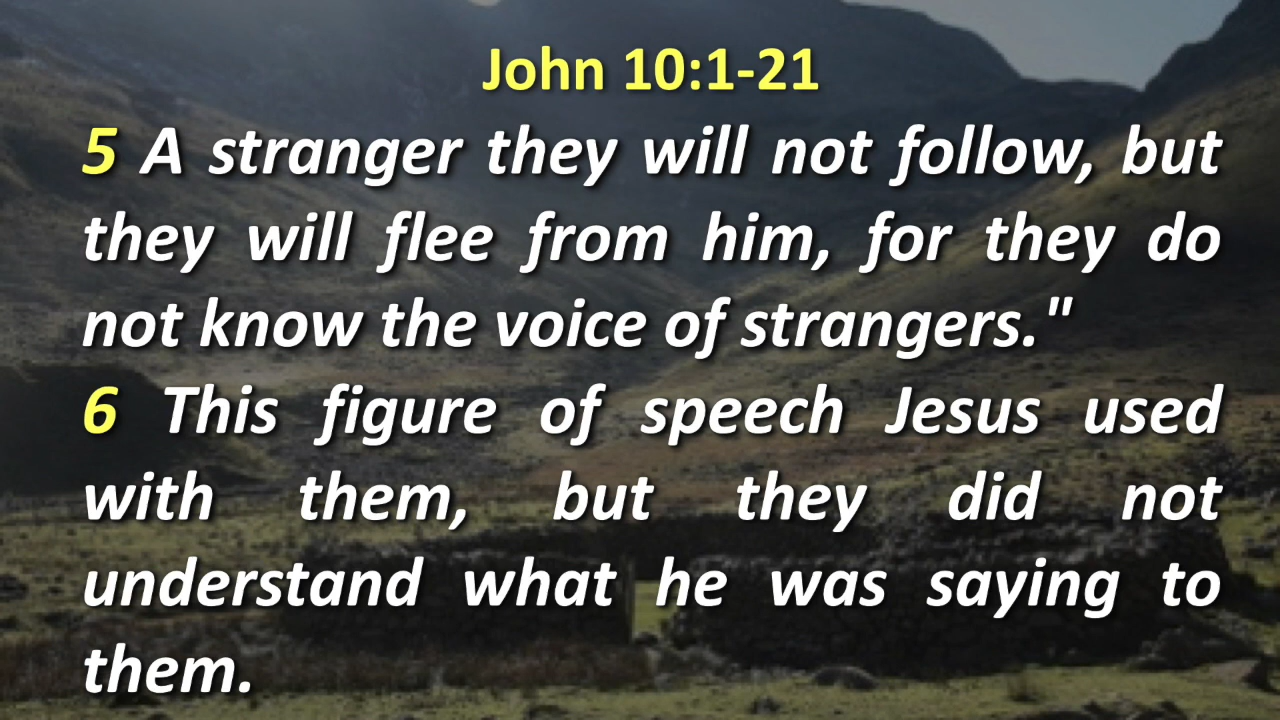 John 10:1-21
5 A stranger they will not follow, but
they will flee from him, for they do
not know the voice of strangers."
6 This figure of speech Jesus used
with them, but they did not
understand what he was saying to
them.